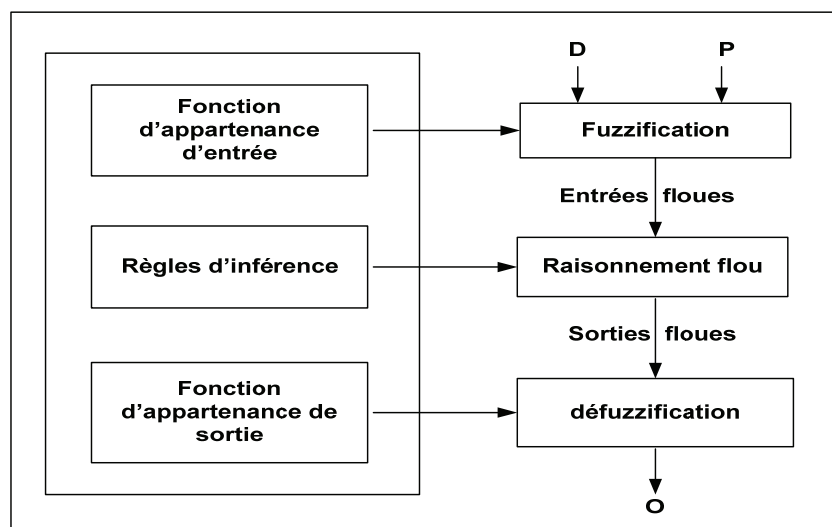 D P
Fonction
d'appartenance
d'entrée
Fuzzification
Entrées floues
Règles d'inférence
Raisonnement flou
Sorties floues
Fonction
d'appartenance de
sortie
défuzzification
O